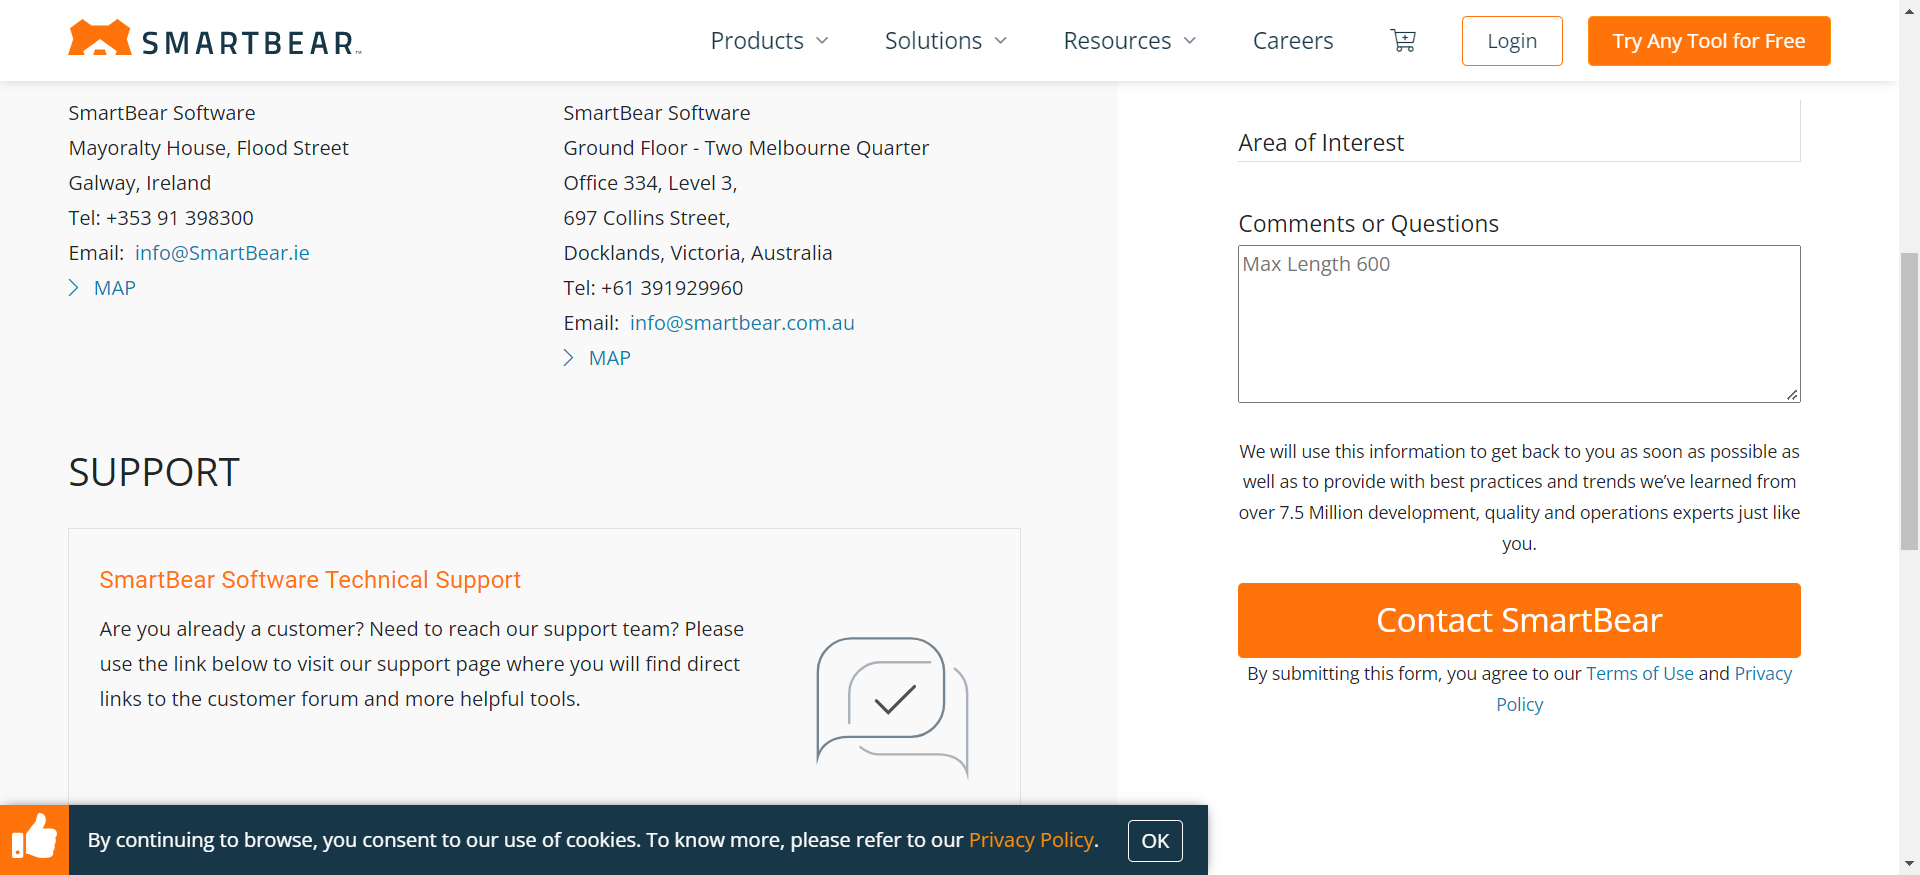 SMARTBEAR™
Products
Solutions
Resources
Careers
Login
Try Any Tool for Free
SmartBear Software
Mayoralty House, Flood Street
Galway, Ireland
Tel: +353 91 398300
Email: info@SmartBear.ie
MAP
SmartBear Software
Ground Floor - Two Melbourne Quarter
Office 334, Level 3,
697 Collins Street,
Docklands, Victoria, Australia
Tel: +61 391929960
Email: info@smartbear.com.au
MAP
SUPPORT
SmartBear Software Technical Support
Are you already a customer? Need to reach our support team? Please
use the link below to visit our support page where you will find direct
links to the customer forum and more helpful tools.
Area of Interest
Comments or Questions
Max Length 600
We will use this information to get back to you as soon as possible as
well as to provide with best practices and trends we’ve learned from
over 7.5 Million development, quality and operations experts just like
you.
Contact SmartBear
By submitting this form, you agree to our Terms of Use and Privacy
Policy
By continuing to browse, you consent to our use of cookies. To know more, please refer to our Privacy Policy.
OK